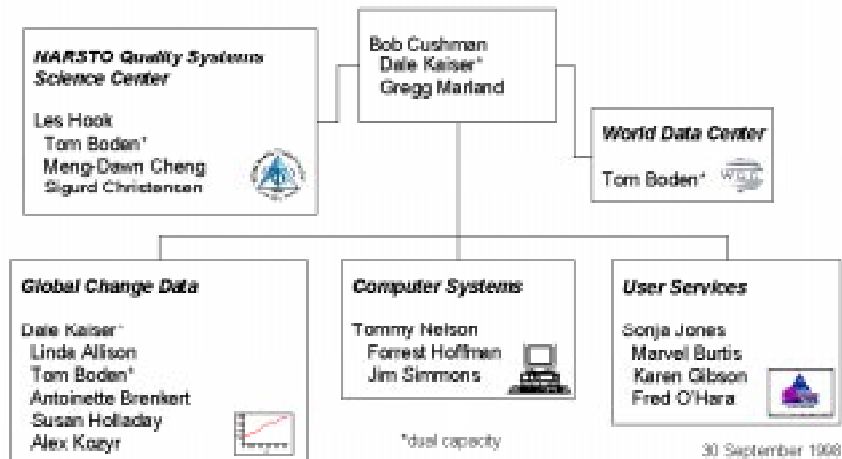 NARSTO Quality Systems
Science Center
Les Hook
Tom Boden*
Meng-Dawn Cheng
Sigurd Christensen
Bob Cushman
Dale Kaiser*
Gregg Marland
World Data Center
Tom Boden*
Global Change Data
Dale Kaiser*
Linda Allison
Tom Boden*
Antoinette Brenkert
Susan Holladay
Alex Kozyr
Computer Systems
Tommy Nelson
Forrest Hoffman
Jim Simmons
User Services
Sonja Jones
Marvel Burtis
Karen Gibson
Fred O'Hara
*dual capacity
30 September 1998